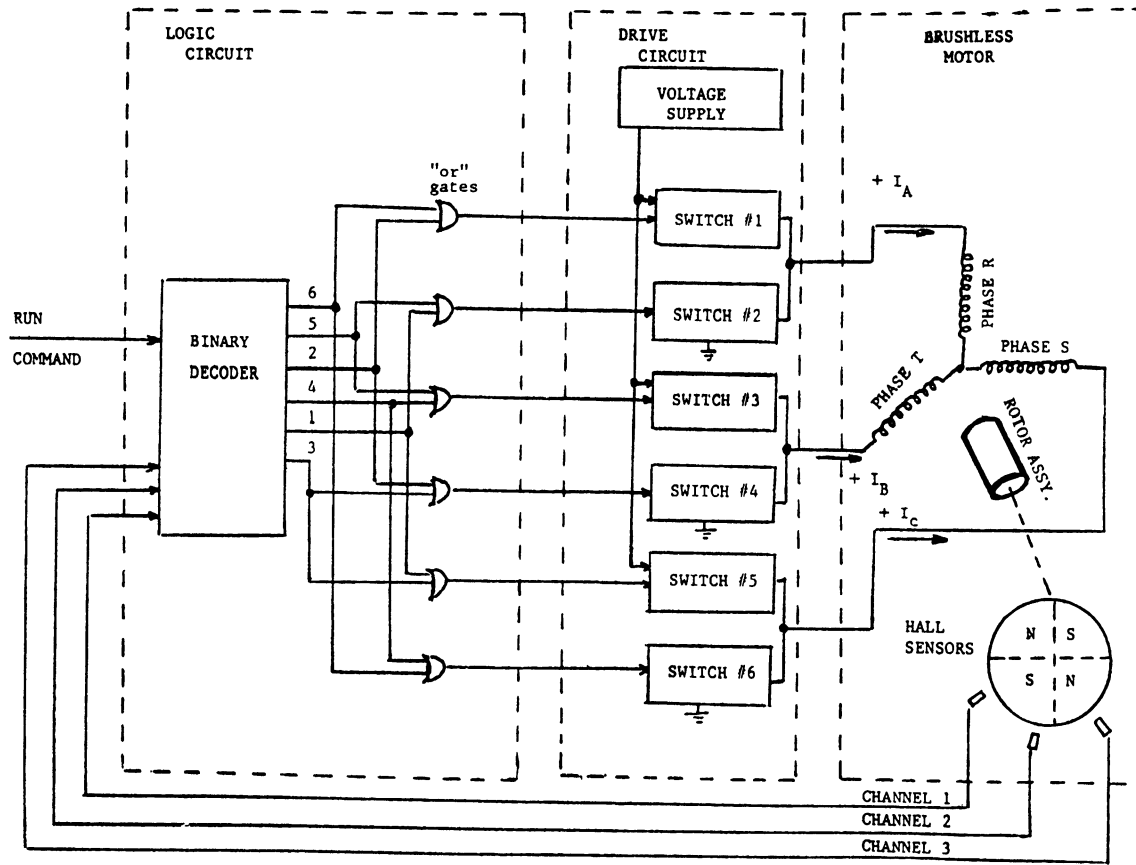 LOGIC
CIRCUIT
DRIVE
CIRCUIT
BRUSHLESS
MOTOR
VOLTAGE
SUPPLY
"or"
gates
+ I_A
SWITCH #1
PHASE R
6
RUN
5
SWITCH #2
BINARY
DECODER
COMMAND
2
PHASE S
PHASE T
4
SWITCH #3
1
ROTOR ASSY.
3
+ I_B
SWITCH #4
+ I_c
SWITCH #5
HALL
SENSORS
N S
S N
SWITCH #6
CHANNEL 1
CHANNEL 2
CHANNEL 3